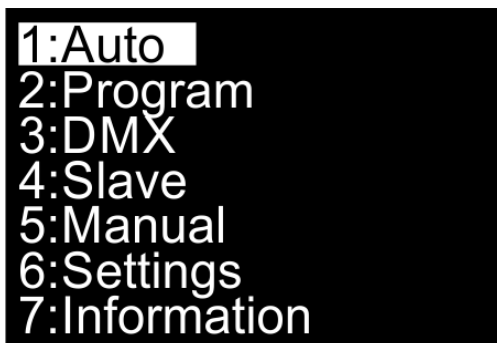 1:Auto
2:Program
3:DMX
4:Slave
5:Manual
6:Settings
7:Information